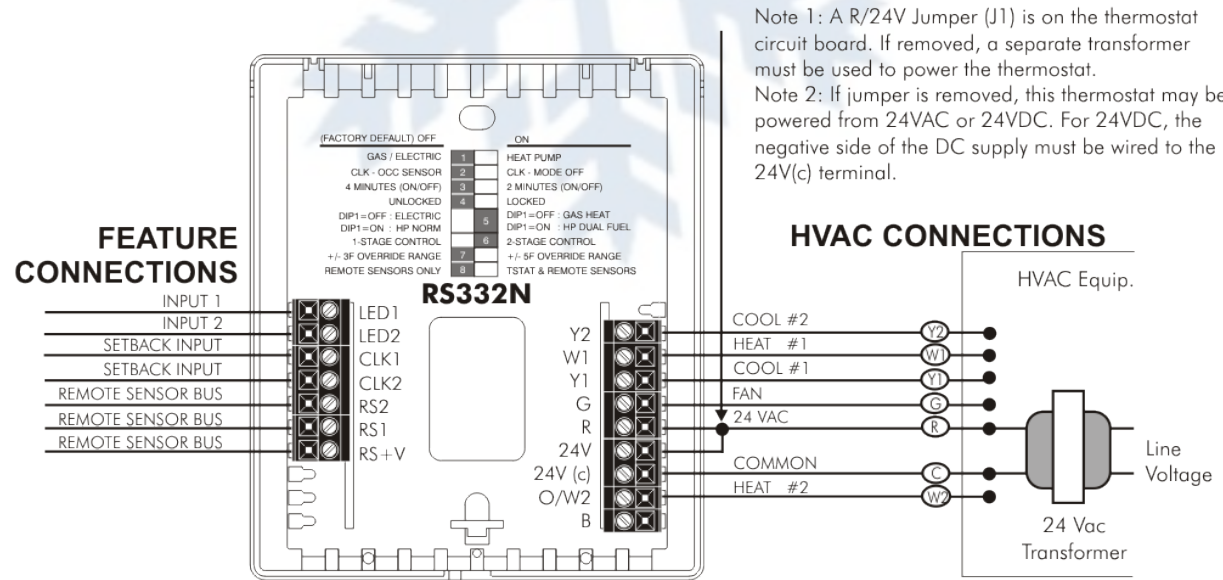 Note 1: A R/24V Jumper (J1) is on the thermostat
circuit board. If removed, a separate transformer
must be used to power the thermostat.
Note 2: If jumper is removed, this thermostat may be
powered from 24VAC or 24VDC. For 24VDC, the
negative side of the DC supply must be wired to the
24V(c) terminal.
(FACTORY DEFAULT) OFF ON
GAS / ELECTRIC 1 HEAT PUMP
CLK - OCC SENSOR 2 CLK - MODE OFF
4 MINUTES (ON/OFF) 3 2 MINUTES (ON/OFF)
UNLOCKED 4 LOCKED
DIP1=OFF : ELECTRIC 5 DIP1=OFF : GAS HEAT
DIP1=ON : HP NORM DIP1=ON : HP DUAL FUEL
1-STAGE CONTROL 6 2-STAGE CONTROL
+/- 3F OVERRIDE RANGE 7 +/- 5F OVERRIDE RANGE
REMOTE SENSORS ONLY 8 TSTAT & REMOTE SENSORS
RS332N
FEATURE
CONNECTIONS
INPUT 1 LED1
INPUT 2 LED2
SETBACK INPUT CLK1
SETBACK INPUT CLK2
REMOTE SENSOR BUS RS2
REMOTE SENSOR BUS RS1
REMOTE SENSOR BUS RS+V
HVAC CONNECTIONS
HVAC Equip.
Y2 COOL #2 Y2
W1 HEAT #1 W1
Y1 COOL #1 Y1
G FAN G
R 24 VAC R
24V
24V (c) COMMON C
O/W2 HEAT #2 W2
B
Line
Voltage
24 Vac
Transformer